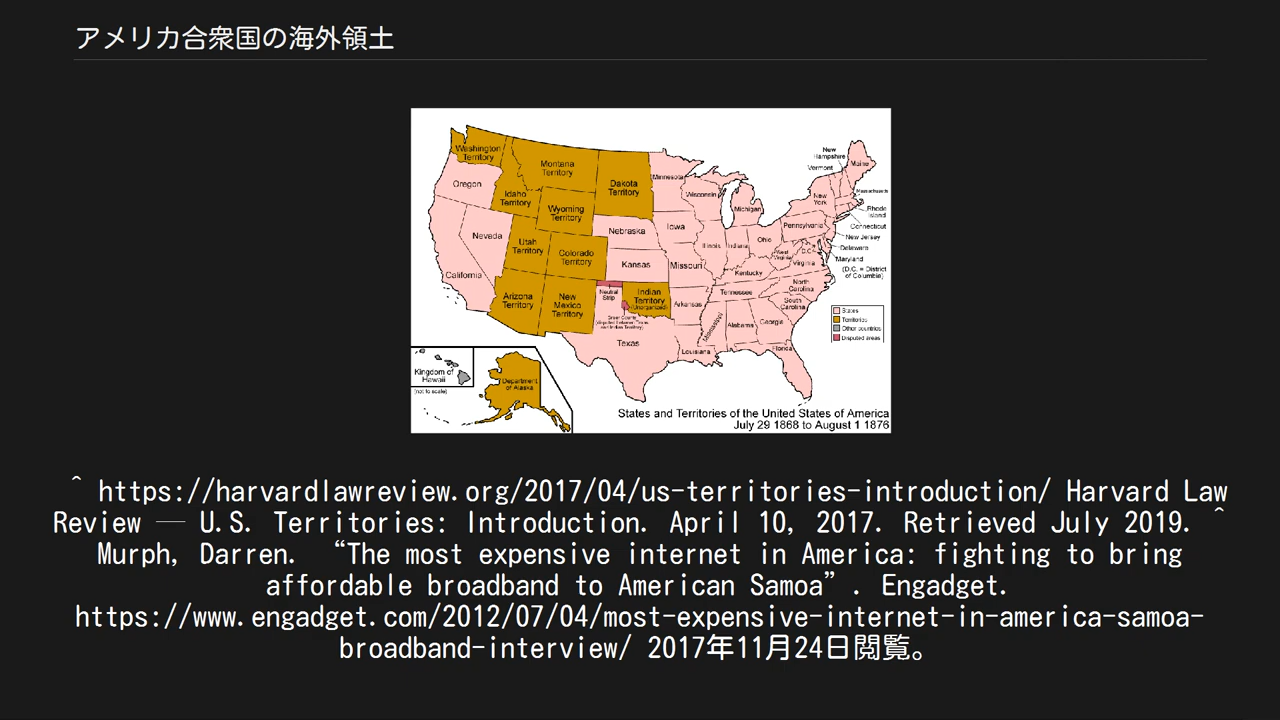 アメリカ合衆国の海外領土
Washington
Territory
Montana
Territory
Dakota
Territory
Minnesota
Oregon
Idaho
Territory
Wyoming
Territory
Wisconsin
Michigan
New
Hampshire
Vermont
Maine
New
York
Massachusetts
Rhode
Island
Connecticut
New Jersey
Delaware
Maryland
(D.C. = District
of Columbia)
Nevada
Utah
Territory
Colorado
Territory
Nebraska
Iowa
Illinois
Indiana
Ohio
Pennsylvania
West
Virginia
D.C.
Virginia
California
Kansas
Missouri
Kentucky
Arizona
Territory
New
Mexico
Territory
Neutral
Strip
Indian
Territory
(Unorganized)
Arkansas
Tennessee
North
Carolina
South
Carolina
Greer County
Texas
Louisiana
Mississippi
Alabama
Georgia
Florida
States
Territories
Other countries
Disputed areas
Kingdom of
Hawaii
(not to scale)
Department
of Alaska
States and Territories of the United States of America
July 29 1868 to August 1 1876
^ https://harvardlawreview.org/2017/04/us-territories-introduction/ Harvard Law
Review — U.S. Territories: Introduction. April 10, 2017. Retrieved July 2019. ^
Murph, Darren. “The most expensive internet in America: fighting to bring
affordable broadband to American Samoa”. Engadget.
https://www.engadget.com/2012/07/04/most-expensive-internet-in-america-samoa-
broadband-interview/ 2017年11月24日閲覧。